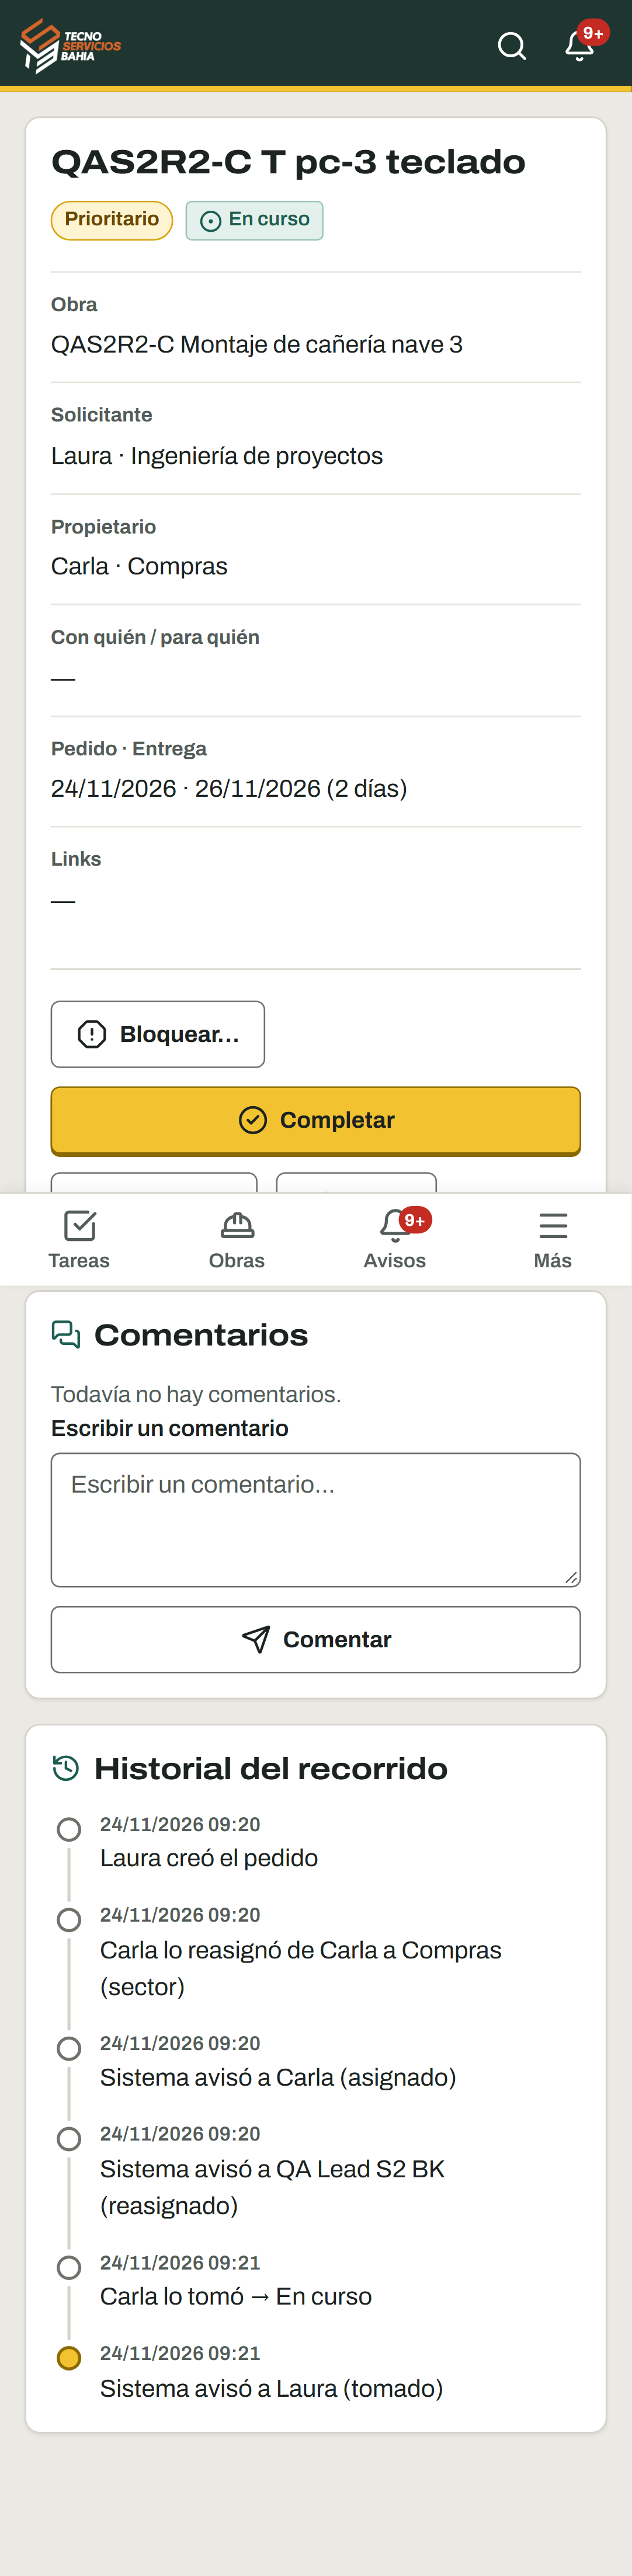 TECNO
SERVICIOS
BAHIA
9+
QAS2R2-C T pc-3 teclado
Prioritario
En curso
Obra
QAS2R2-C Montaje de cañería nave 3
Solicitante
Laura · Ingeniería de proyectos
Propietario
Carla · Compras
Con quién / para quién
—
Pedido · Entrega
24/11/2026 · 26/11/2026 (2 días)
Links
—
Bloquear...
Completar
Tareas
Obras
9+
Avisos
Más
Comentarios
Todavía no hay comentarios.
Escribir un comentario
Escribir un comentario...
Comentar
Historial del recorrido
24/11/2026 09:20
Laura creó el pedido
24/11/2026 09:20
Carla lo reasignó de Carla a Compras
(sector)
24/11/2026 09:20
Sistema avisó a Carla (asignado)
24/11/2026 09:20
Sistema avisó a QA Lead S2 BK
(reasignado)
24/11/2026 09:21
Carla lo tomó → En curso
24/11/2026 09:21
Sistema avisó a Laura (tomado)